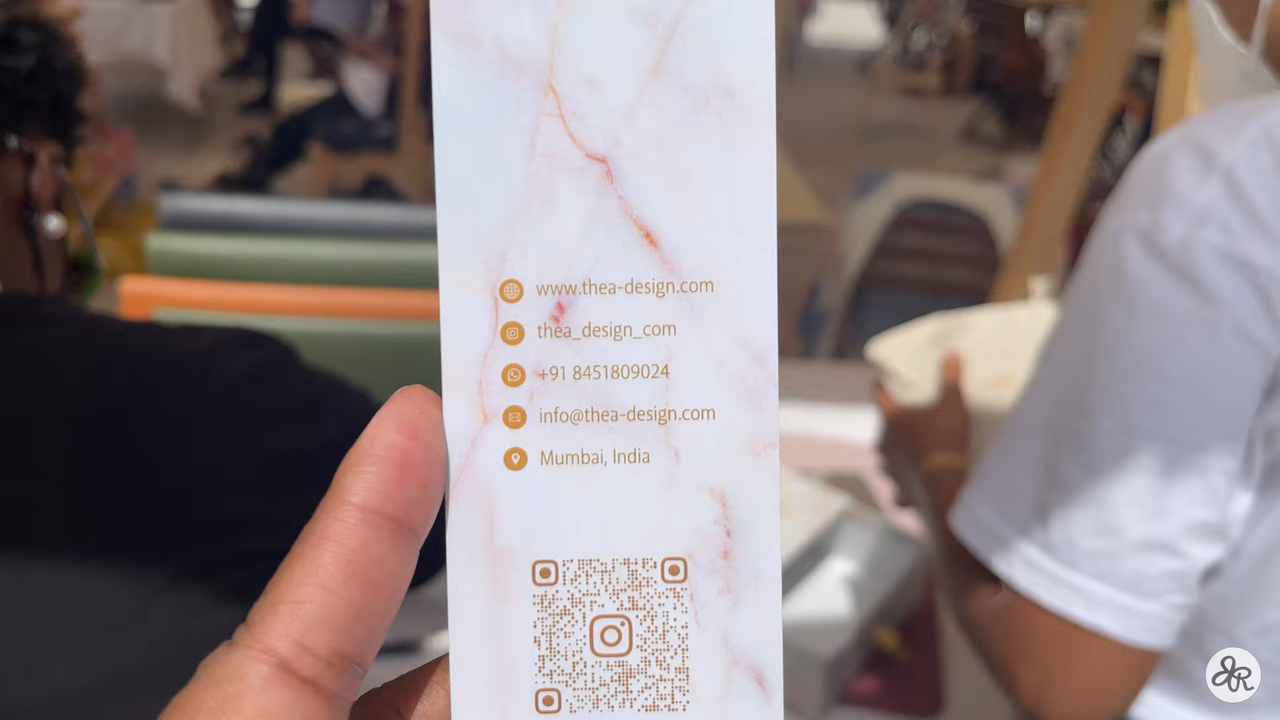 www.thea-design.com
thea_design_com
+91 8451809024
info@thea-design.com
Mumbai, India